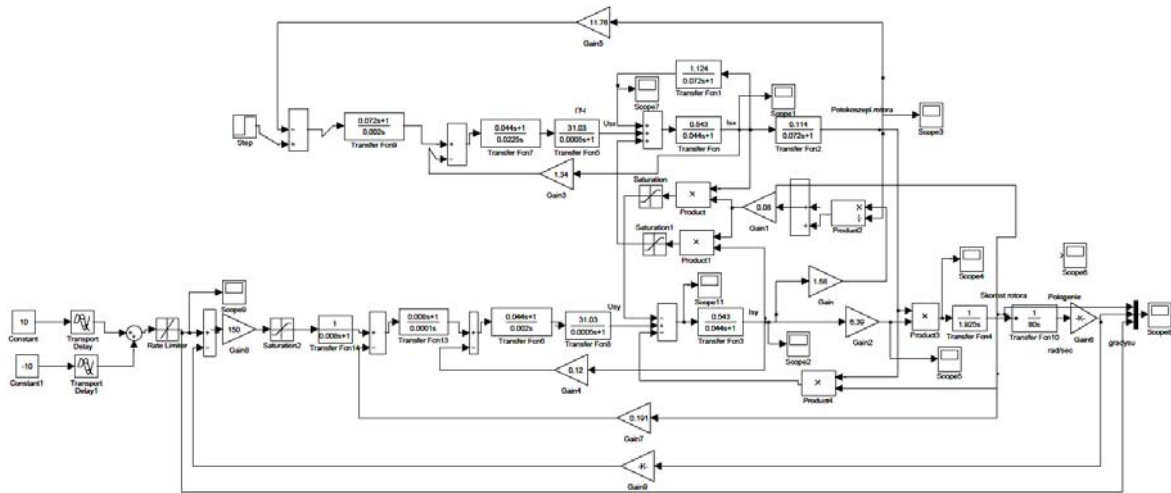 11.76
Gain5
1.124
0.072s+1
Transfer Fcn1
Scope7
Scope1
Potokoszepl.rotora
Scope3
Step
0.072s+1
0.002s
Transfer Fcn9
0.044s+1
0.0225s
Transfer Fcn7
ПЧ
31.03
0.0005s+1
Transfer Fcn5
Usx
0.543
0.044s+1
Transfer Fcn
Isx
0.114
0.072s+1
Transfer Fcn2
1.34
Gain3
Saturation
Product
0.06
Gain1
Product2
Saturation1
Product1
Scope11
1.56
Gain
Scope4
Scope6
10
Constant
Transport
Delay
-10
Constant1
Transport
Delay1
Rate Limiter
Scope9
150
Gain8
Saturation2
1
0.008s+1
Transfer Fcn14
0.008s+1
0.0001s
Transfer Fcn13
0.044s+1
0.002s
Transfer Fcn6
31.03
0.0005s+1
Transfer Fcn8
Usy
0.543
0.044s+1
Transfer Fcn3
Isy
Scope2
6.39
Gain2
Scope5
Product3
1
1.925s
Transfer Fcn4
Skorost rotora
1
80s
Transfer Fcn10
rad/sec
Pologenie
-K-
Gain6
gradysu
0.12
Gain4
Product4
0.191
Gain7
-K-
Gain9